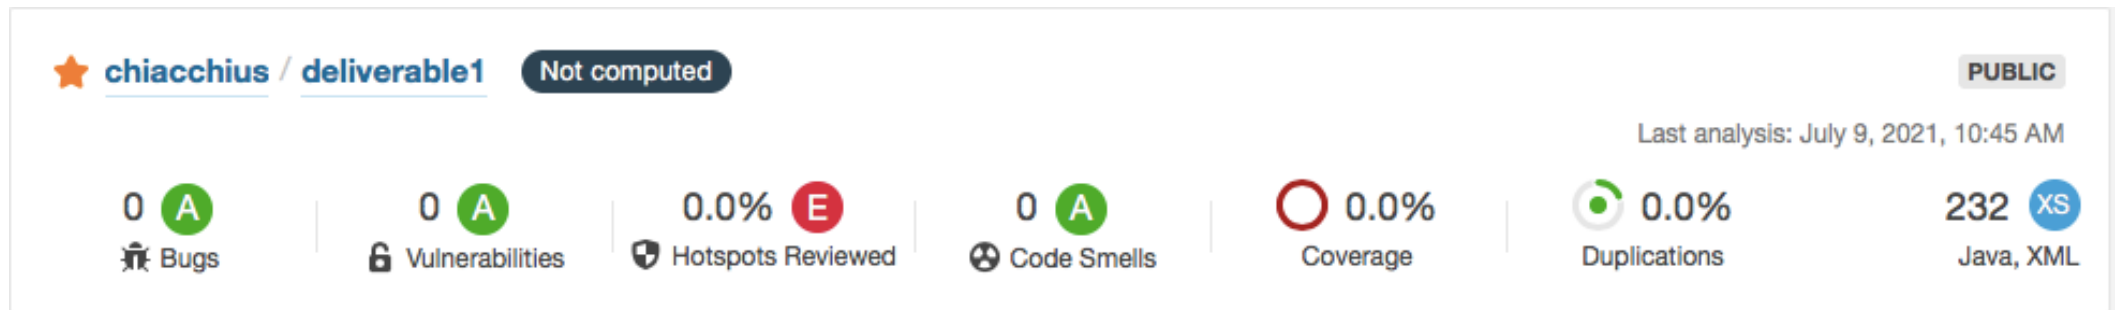 chiacchius / deliverable1 Not computed PUBLIC
Last analysis: July 9, 2021, 10:45 AM
0 A 0 A 0.0% E 0 A 0.0% 0.0% 232 XS
Bugs Vulnerabilities Hotspots Reviewed Code Smells Coverage Duplications Java, XML